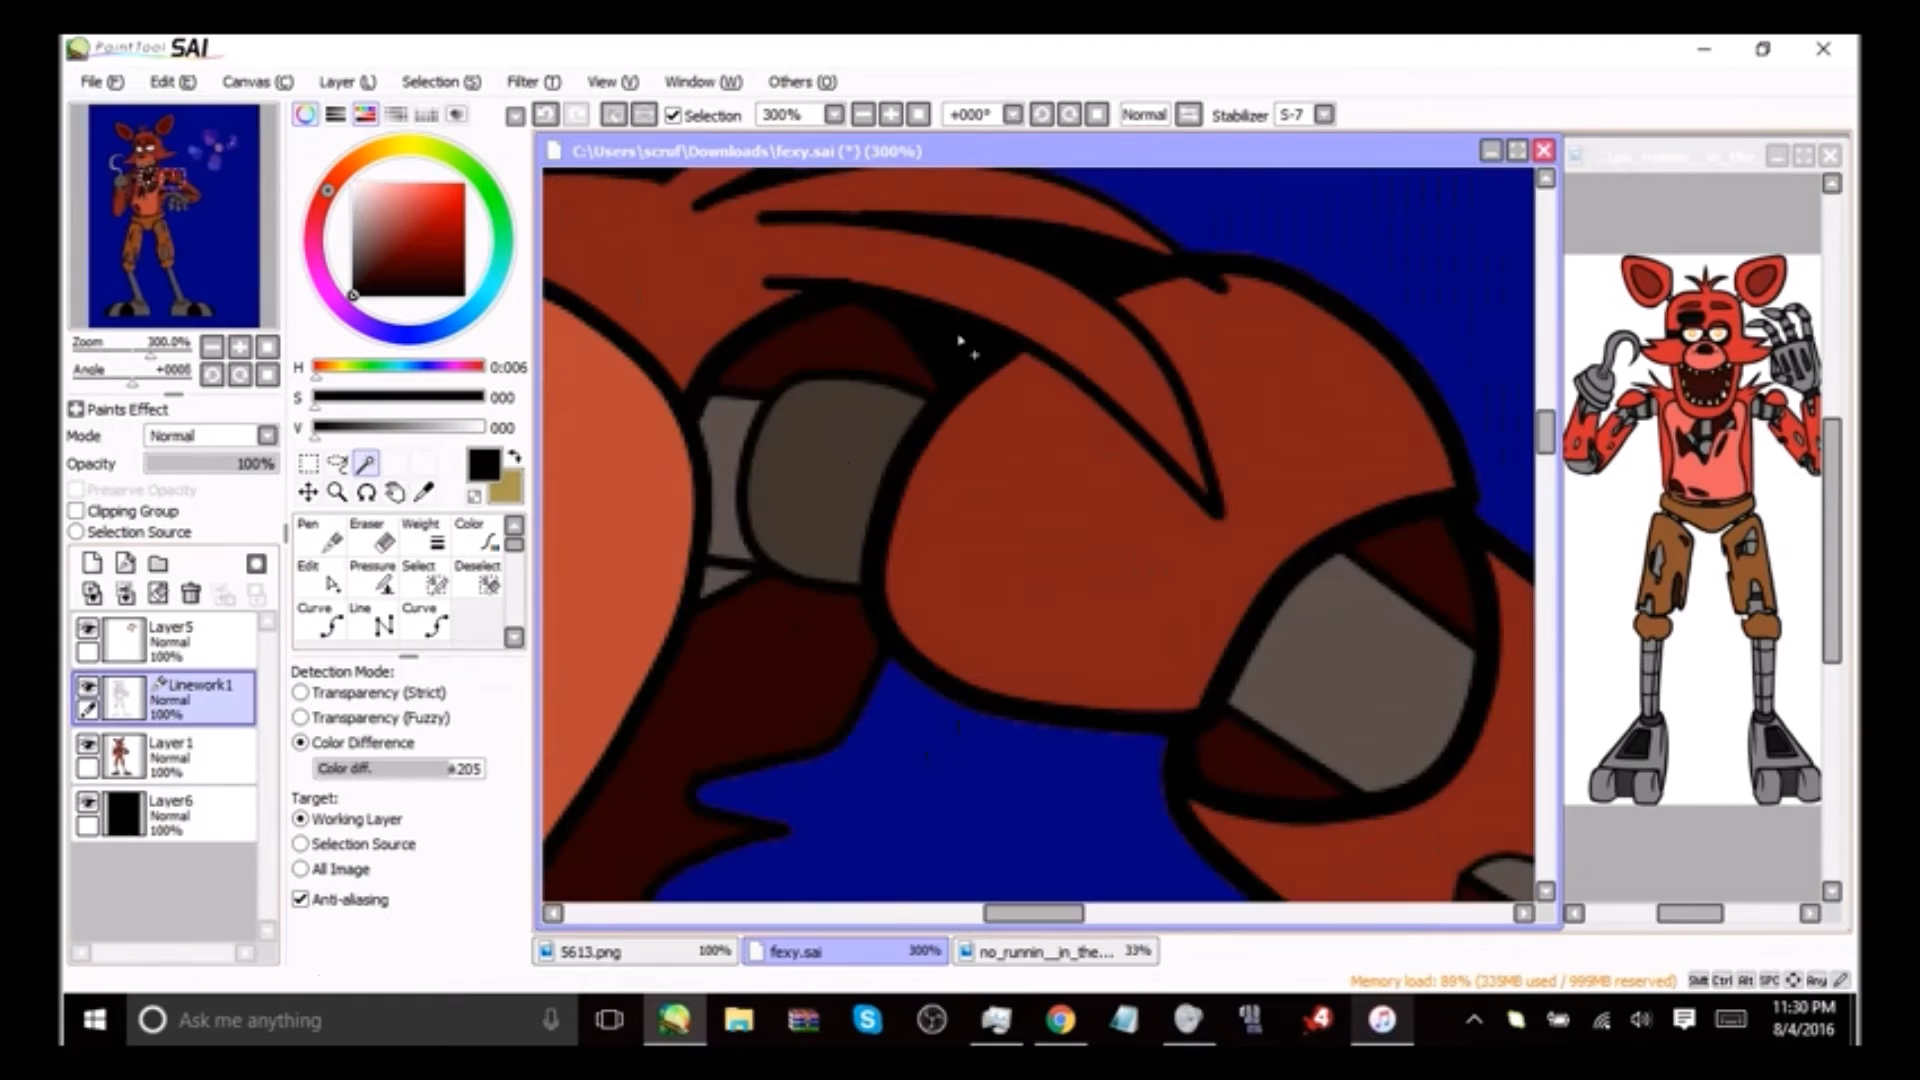 PaintTool SAI
File (F) Edit (E) Canvas (C) Layer (L) Selection (S) Filter (T) View (V) Window (W) Others (O)
Selection 300% +000° Normal Stabilizer S-7
C:\Users\scruf\Downloads\fexy.sai (*) (300%)
Zoom 300.0%
Angle +000§
Paints Effect
Mode Normal
Opacity 100%
Preserve Opacity
Clipping Group
Selection Source
Layer5
Normal
100%
Linework1
Normal
100%
Layer1
Normal
100%
Layer6
Normal
100%
H 0:006
S 000
V 000
Pen Eraser Weight Color
Edit Pressure Select Deselect
Curve Line Curve
Detection Mode:
Transparency (Strict)
Transparency (Fuzzy)
Color Difference
Color diff. 205
Target:
Working Layer
Selection Source
All Image
Anti-aliasing
5613.png 100% fexy.sai 300% no_runnin__in_the... 33%
Memory load: 89% (335MB used / 999MB reserved) Shift Ctrl Alt SPC Any
Ask me anything
4
11:30 PM
8/4/2016